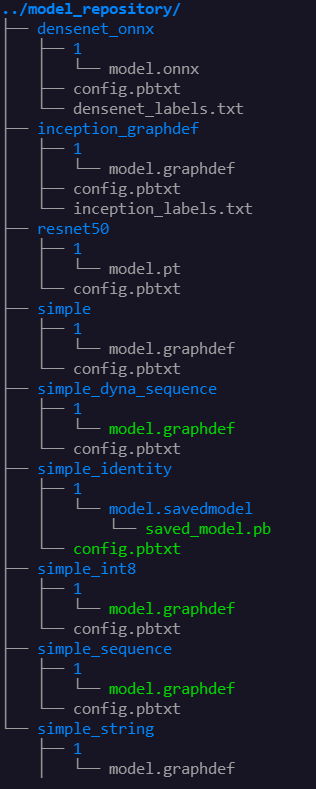 ../model_repository/
├── densenet_onnx
│   ├── 1
│   │   └── model.onnx
│   ├── config.pbtxt
│   └── densenet_labels.txt
├── inception_graphdef
│   ├── 1
│   │   └── model.graphdef
│   ├── config.pbtxt
│   └── inception_labels.txt
├── resnet50
│   ├── 1
│   │   └── model.pt
│   └── config.pbtxt
├── simple
│   ├── 1
│   │   └── model.graphdef
│   └── config.pbtxt
├── simple_dyna_sequence
│   ├── 1
│   │   └── model.graphdef
│   └── config.pbtxt
├── simple_identity
│   ├── 1
│   │   └── model.savedmodel
│   │       └── saved_model.pb
│   └── config.pbtxt
├── simple_int8
│   ├── 1
│   │   └── model.graphdef
│   └── config.pbtxt
├── simple_sequence
│   ├── 1
│   │   └── model.graphdef
│   └── config.pbtxt
└── simple_string
    ├── 1
    │   └── model.graphdef